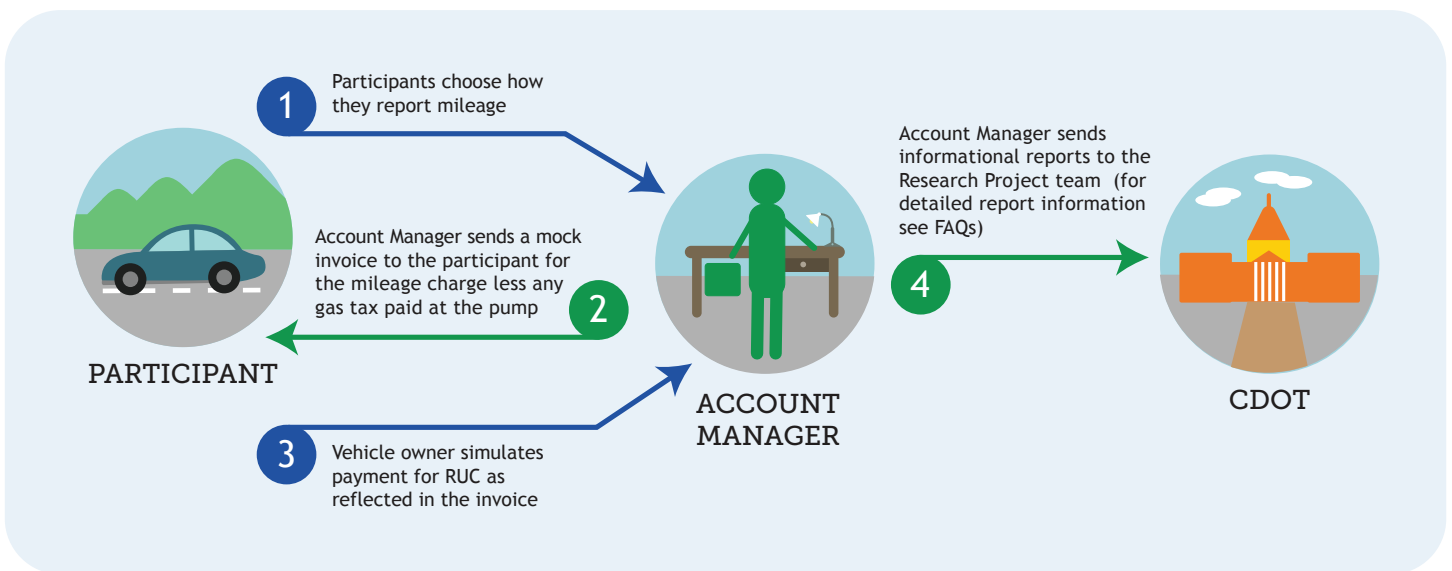 1
Participants choose how
they report mileage
PARTICIPANT
Account Manager sends a mock
invoice to the participant for
the mileage charge less any
gas tax paid at the pump
2
3
Vehicle owner simulates
payment for RUC as
reflected in the invoice
ACCOUNT
MANAGER
Account Manager sends
informational reports to the
Research Project team (for
detailed report information
see FAQs)
4
CDOT